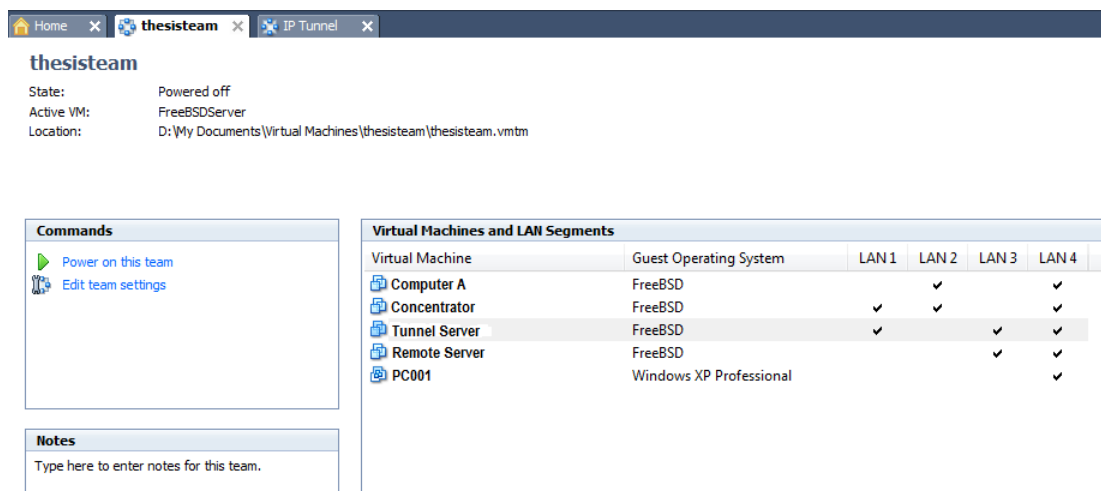 Home thesisteam IP Tunnel
thesisteam
State: Powered off
Active VM: FreeBSDServer
Location: D:\My Documents\Virtual Machines\thesisteam\thesisteam.vmtm
Commands
Power on this team
Edit team settings
Virtual Machines and LAN Segments
Virtual Machine Guest Operating System LAN 1 LAN 2 LAN 3 LAN 4
Computer A FreeBSD ✔ ✔
Concentrator FreeBSD ✔ ✔ ✔
Tunnel Server FreeBSD ✔ ✔ ✔
Remote Server FreeBSD ✔ ✔
PC001 Windows XP Professional ✔
Notes
Type here to enter notes for this team.